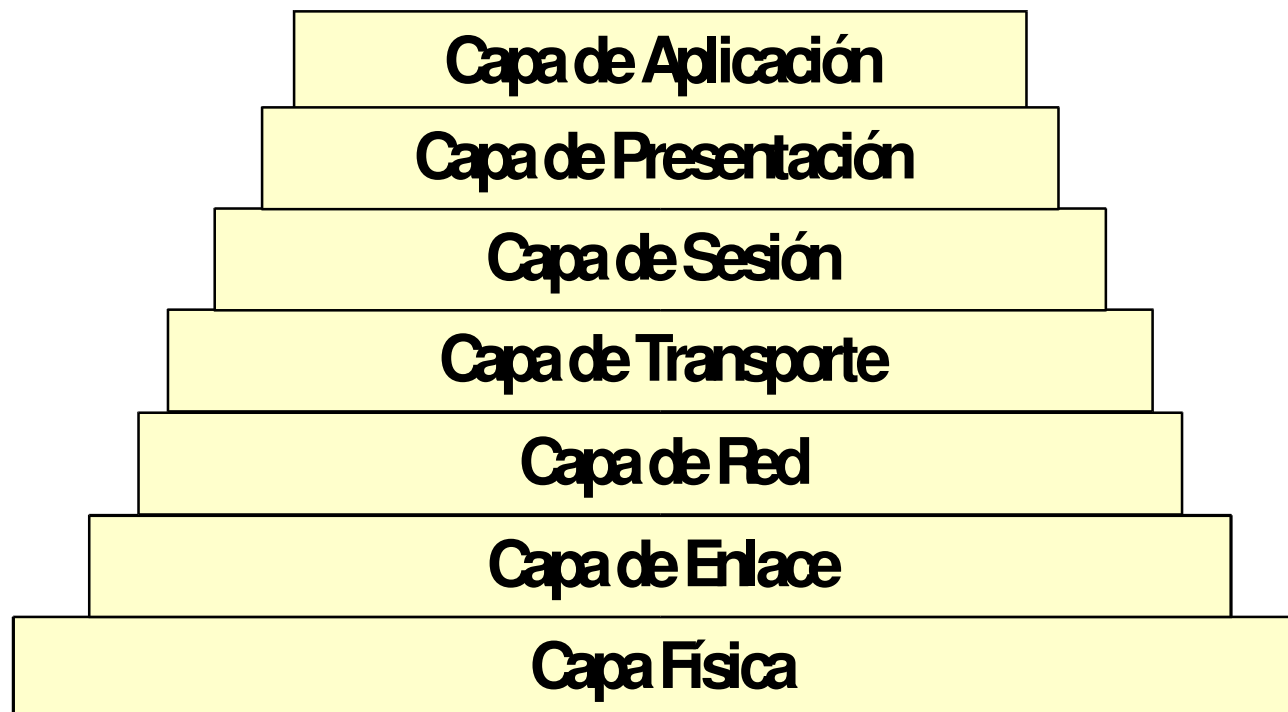 Capa de Aplicación
Capa de Presentación
Capa de Sesión
Capa de Transporte
Capa de Red
Capa de Enlace
Capa Física